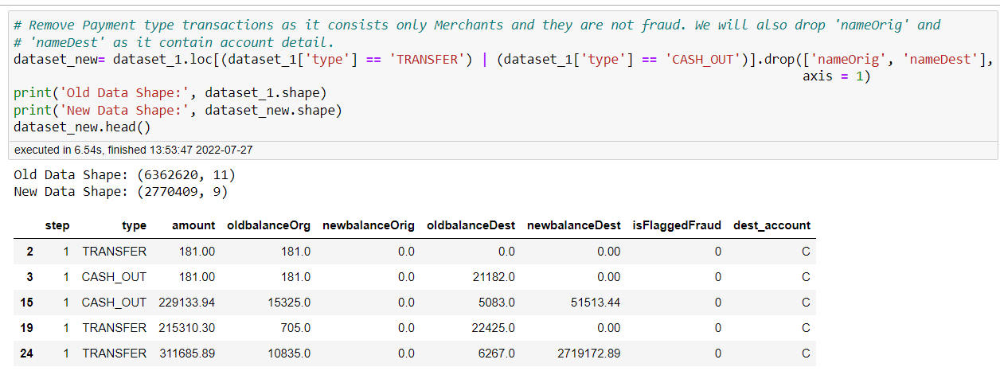 # Remove Payment type transactions as it consists only Merchants and they are not fraud. We will also drop 'nameOrig' and
# 'nameDest' as it contain account detail.
dataset_new= dataset_1.loc[(dataset_1['type'] == 'TRANSFER') | (dataset_1['type'] == 'CASH_OUT')].drop(['nameOrig', 'nameDest'],
axis = 1)
print('Old Data Shape:', dataset_1.shape)
print('New Data Shape:', dataset_new.shape)
dataset_new.head()
executed in 6.54s, finished 13:53:47 2022-07-27
Old Data Shape: (6362620, 11)
New Data Shape: (2770409, 9)
step type amount oldbalanceOrg newbalanceOrig oldbalanceDest newbalanceDest isFlaggedFraud dest_account
2 1 TRANSFER 181.00 181.0 0.0 0.0 0.00 0 C
3 1 CASH_OUT 181.00 181.0 0.0 21182.0 0.00 0 C
15 1 CASH_OUT 229133.94 15325.0 0.0 5083.0 51513.44 0 C
19 1 TRANSFER 215310.30 705.0 0.0 22425.0 0.00 0 C
24 1 TRANSFER 311685.89 10835.0 0.0 6267.0 2719172.89 0 C